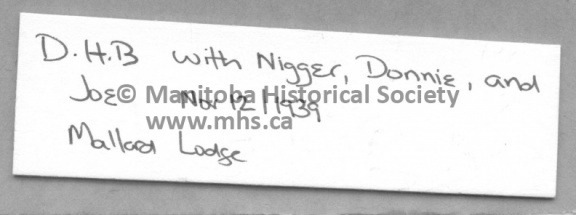 D.H.B with Nigger, Donnie, and
Joe © Manitoba Historical Society
Nov 12/1939
www.mhs.ca
Mallard Lodge